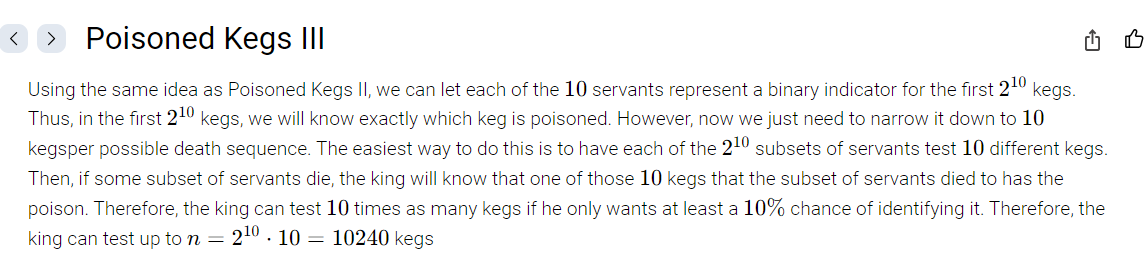 Poisoned Kegs III
Using the same idea as Poisoned Kegs II, we can let each of the 10 servants represent a binary indicator for the first 2^10 kegs.
Thus, in the first 2^10 kegs, we will know exactly which keg is poisoned. However, now we just need to narrow it down to 10
kegsper possible death sequence. The easiest way to do this is to have each of the 2^10 subsets of servants test 10 different kegs.
Then, if some subset of servants die, the king will know that one of those 10 kegs that the subset of servants died to has the
poison. Therefore, the king can test 10 times as many kegs if he only wants at least a 10% chance of identifying it. Therefore, the
king can test up to n = 2^10 · 10 = 10240 kegs